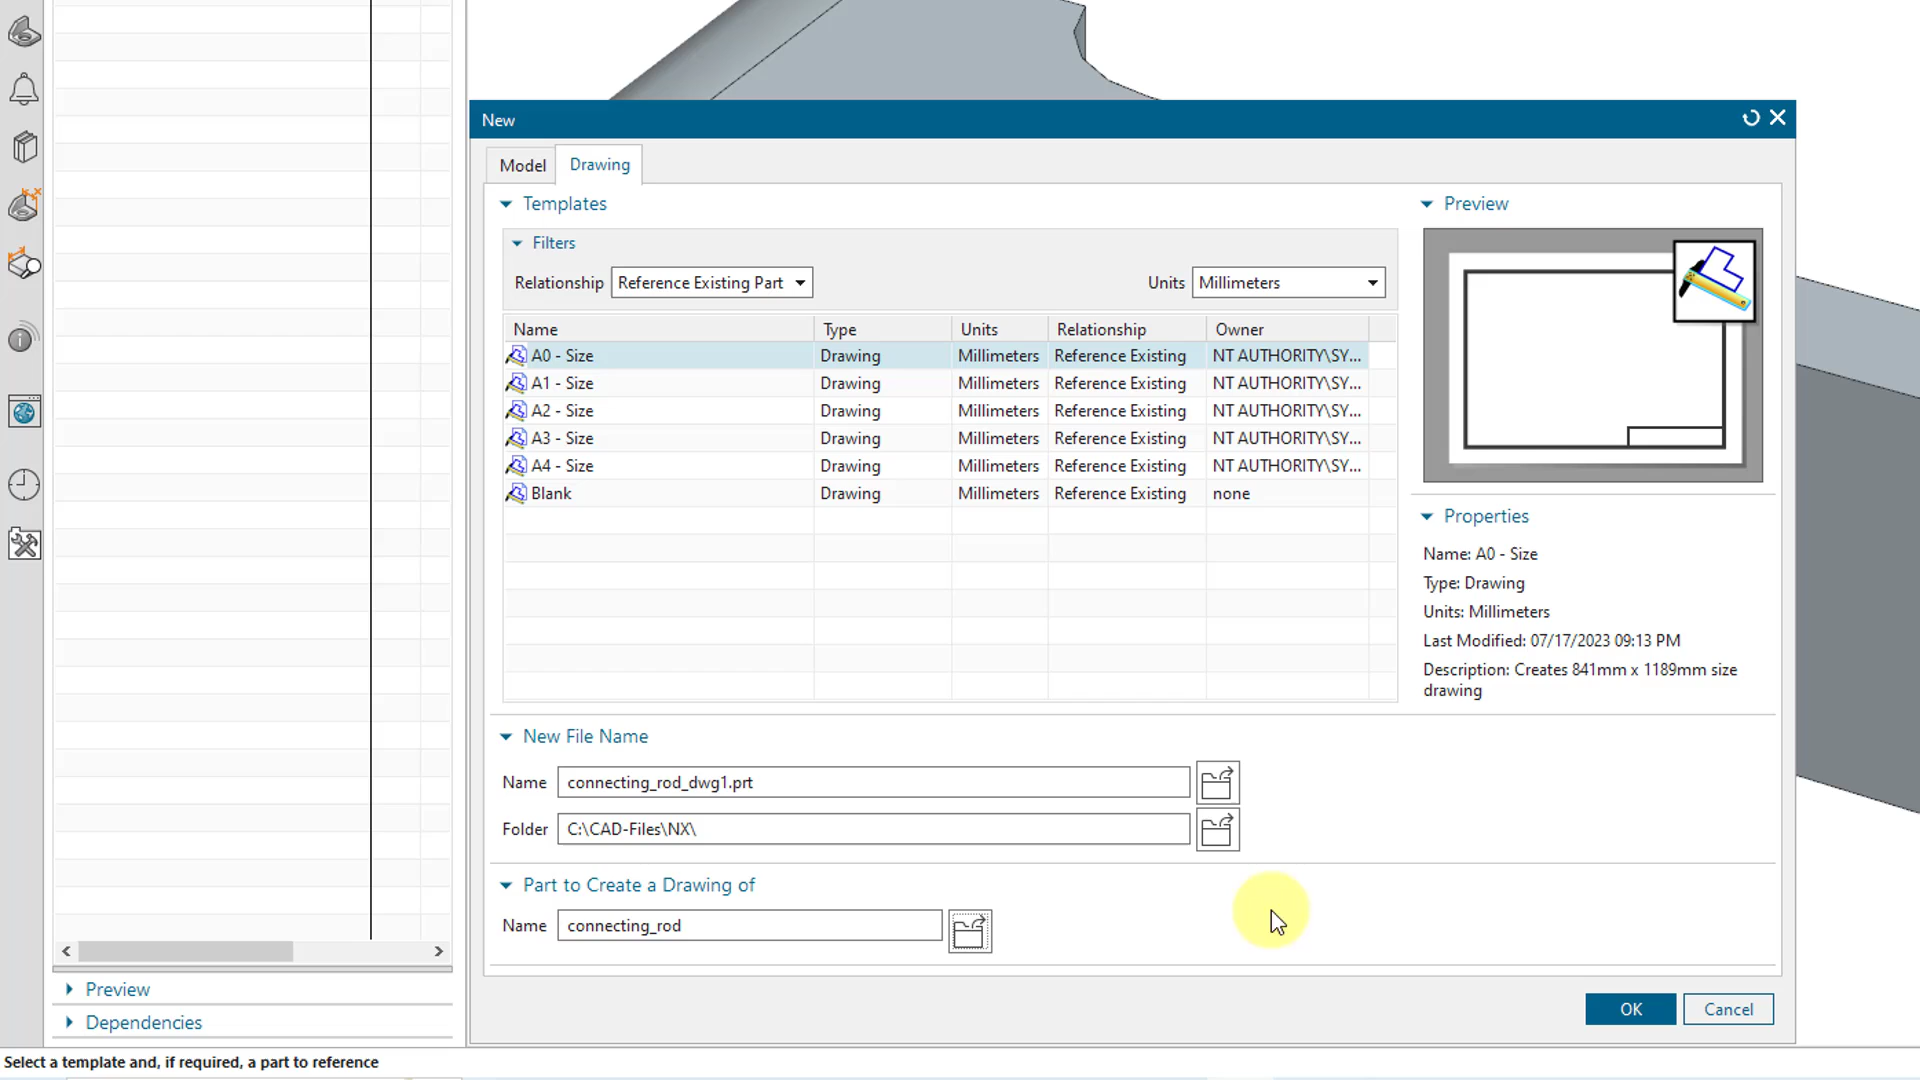 New
Model Drawing
Templates
Filters
Relationship Reference Existing Part Units Millimeters
Name Type Units Relationship Owner
A0 - Size Drawing Millimeters Reference Existing NT AUTHORITY\SY...
A1 - Size Drawing Millimeters Reference Existing NT AUTHORITY\SY...
A2 - Size Drawing Millimeters Reference Existing NT AUTHORITY\SY...
A3 - Size Drawing Millimeters Reference Existing NT AUTHORITY\SY...
A4 - Size Drawing Millimeters Reference Existing NT AUTHORITY\SY...
Blank Drawing Millimeters Reference Existing none
Preview
Properties
Name: A0 - Size
Type: Drawing
Units: Millimeters
Last Modified: 07/17/2023 09:13 PM
Description: Creates 841mm x 1189mm size
drawing
New File Name
Name connecting_rod_dwg1.prt
Folder C:\CAD-Files\NX\
Part to Create a Drawing of
Name connecting_rod
OK Cancel
Preview
Dependencies
Select a template and, if required, a part to reference